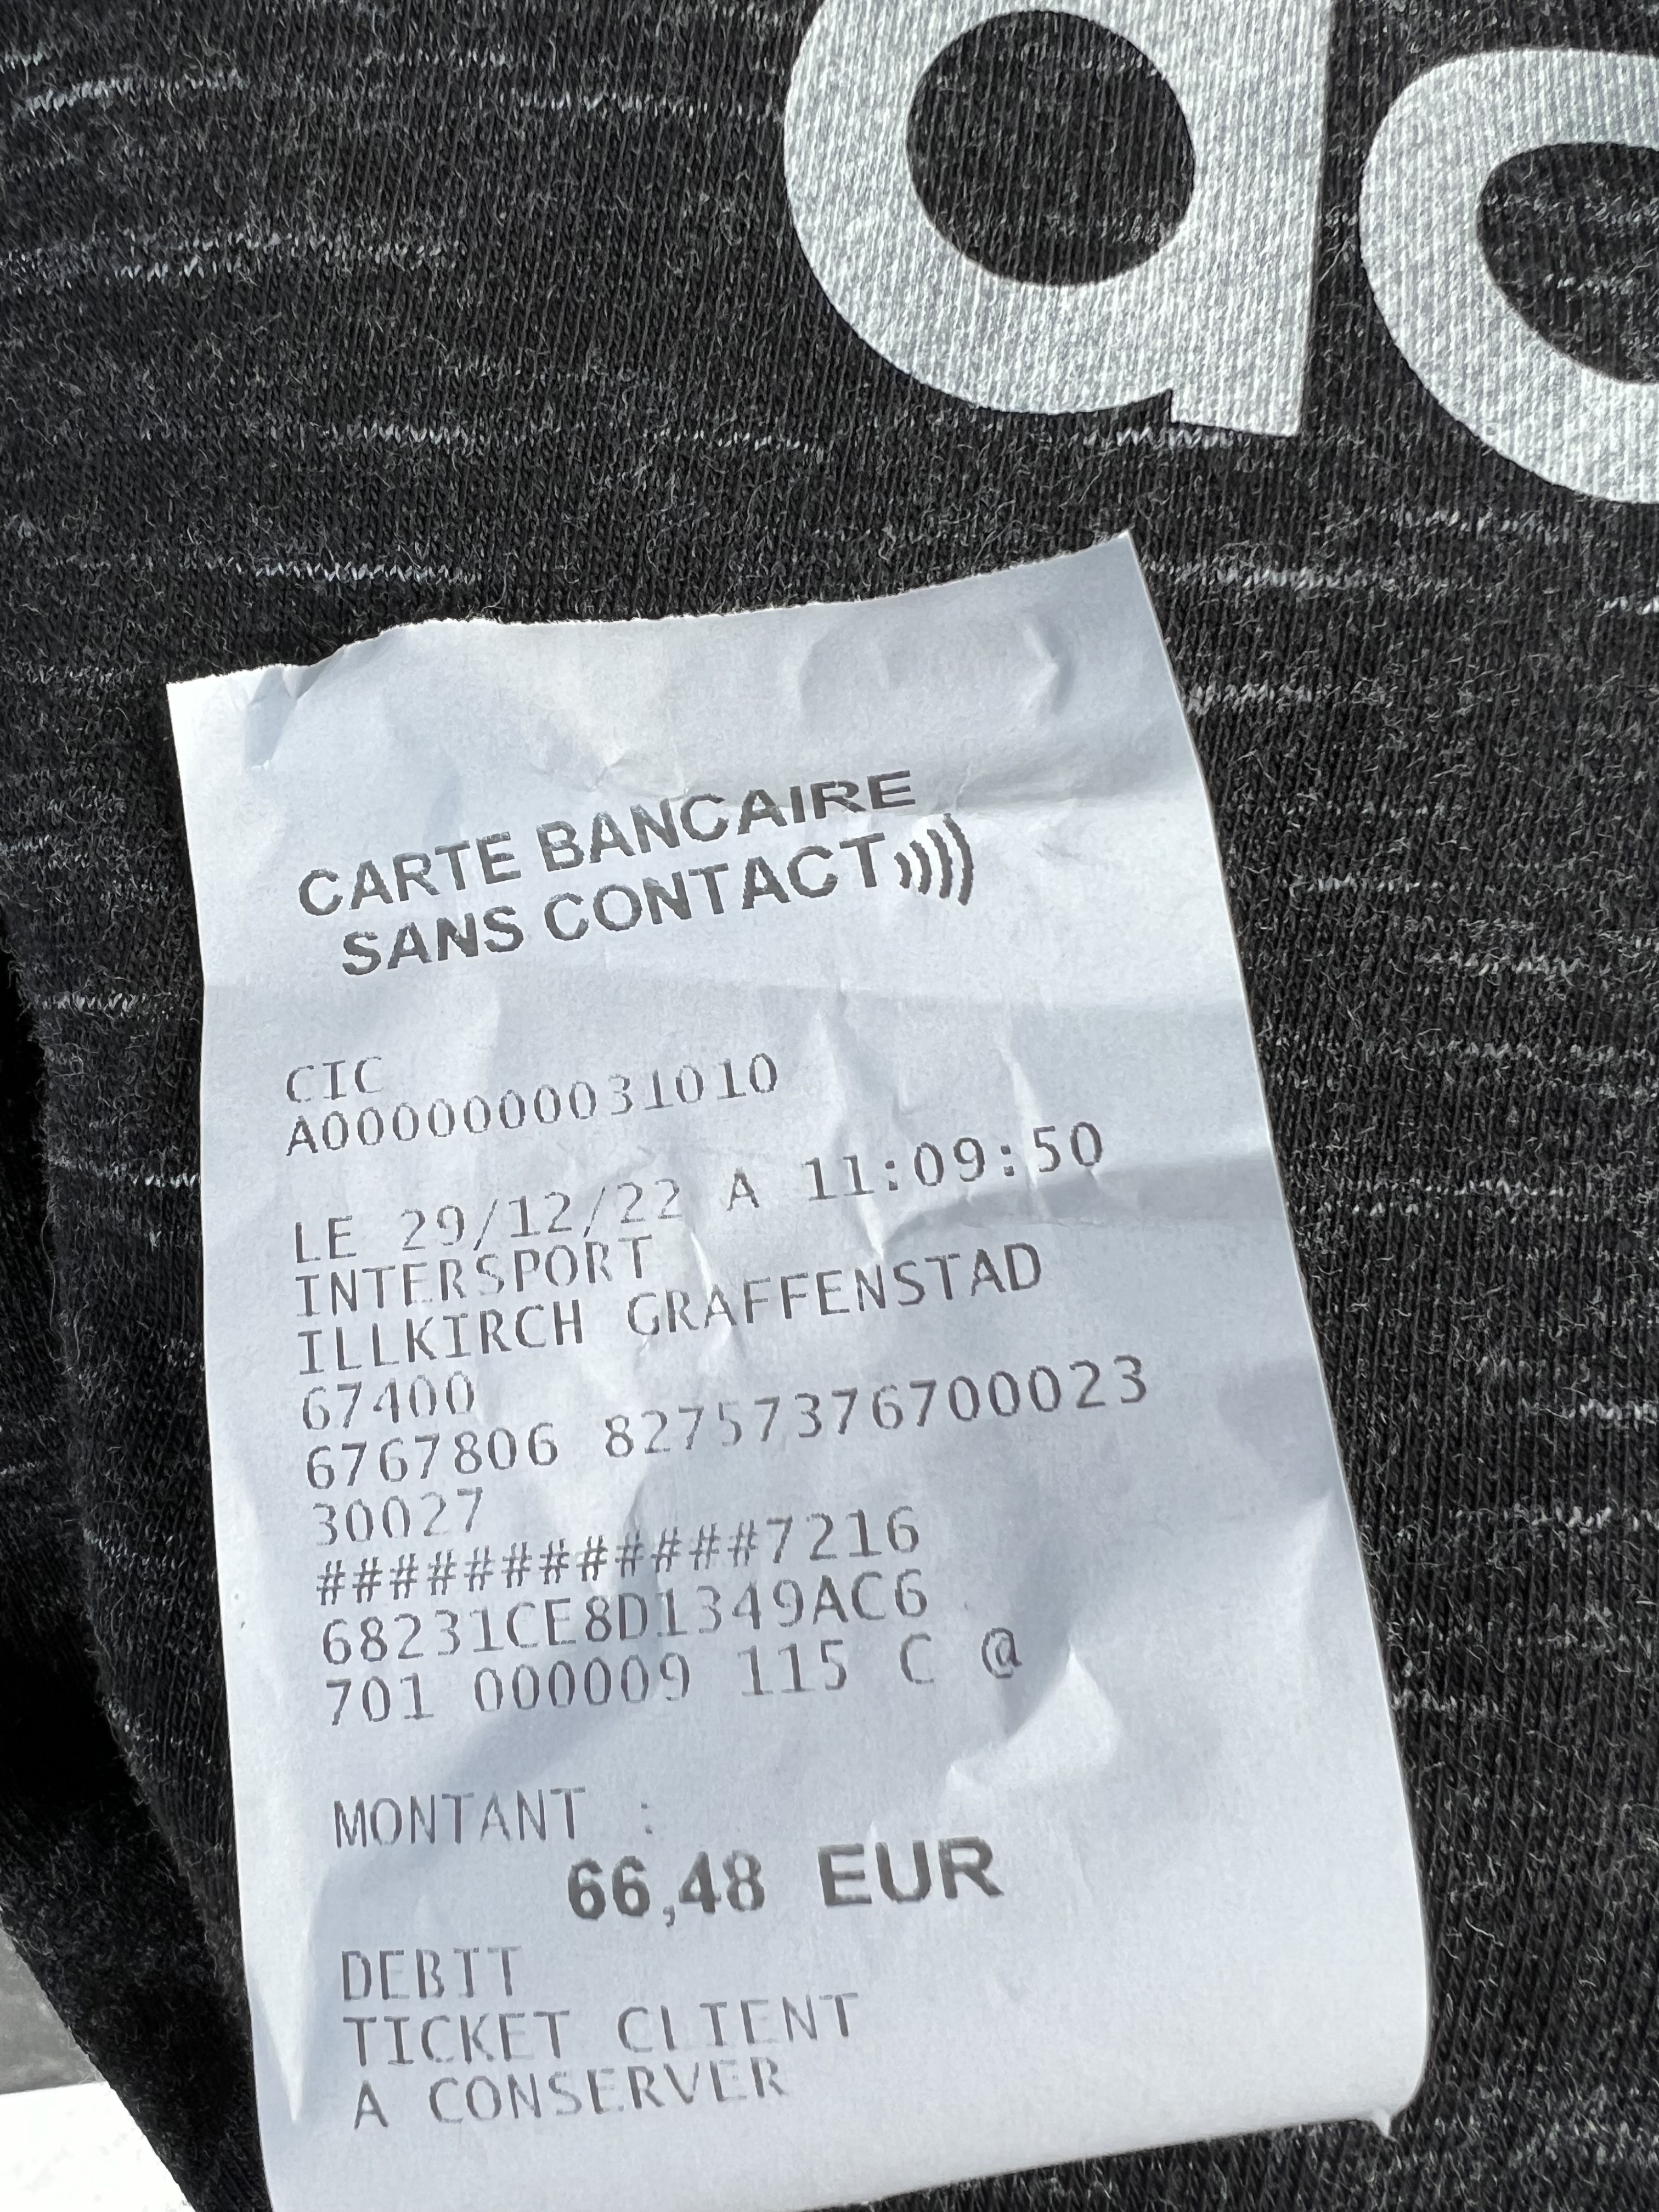 ad
CARTE BANCAIRE
SANS CONTACT
CIC
A0000000031010
LE 29/12/22 A 11:09:50
INTERSPORT
ILLKIRCH GRAFFENSTAD
67400
6767806 82757376700023
30027
############7216
68231CE8D1349AC6
701 000009 115 C @
MONTANT :
66,48 EUR
DEBIT
TICKET CLIENT
A CONSERVER